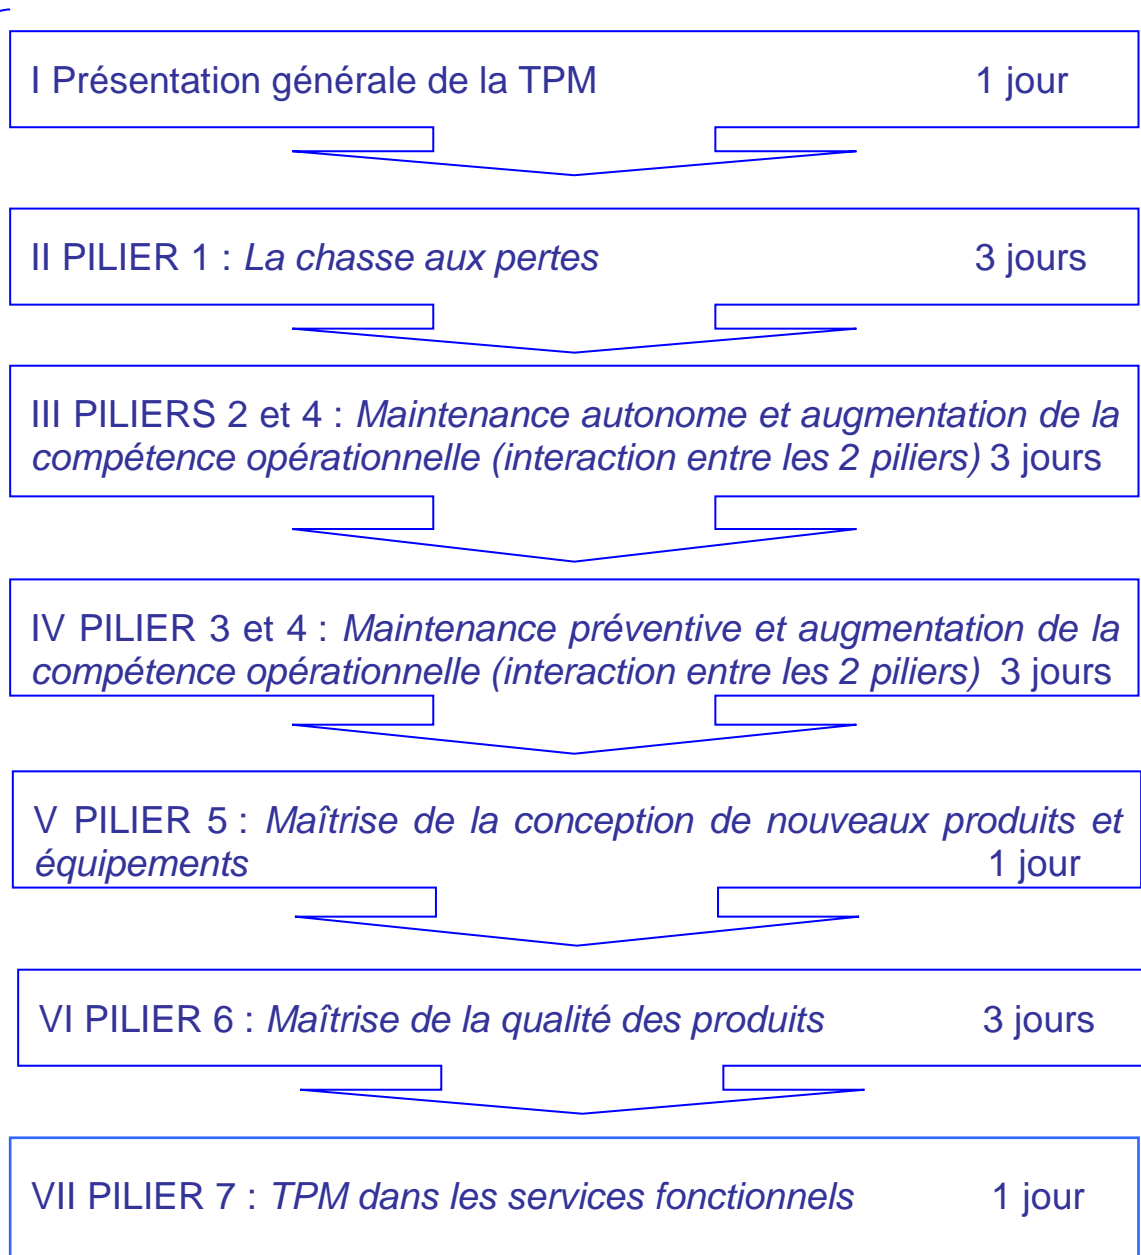 I Présentation générale de la TPM 1 jour
II PILIER 1 : La chasse aux pertes 3 jours
III PILIERS 2 et 4 : Maintenance autonome et augmentation de la
compétence opérationnelle (interaction entre les 2 piliers) 3 jours
IV PILIER 3 et 4 : Maintenance préventive et augmentation de la
compétence opérationnelle (interaction entre les 2 piliers) 3 jours
V PILIER 5 : Maîtrise de la conception de nouveaux produits et
équipements 1 jour
VI PILIER 6 : Maîtrise de la qualité des produits 3 jours
VII PILIER 7 : TPM dans les services fonctionnels 1 jour